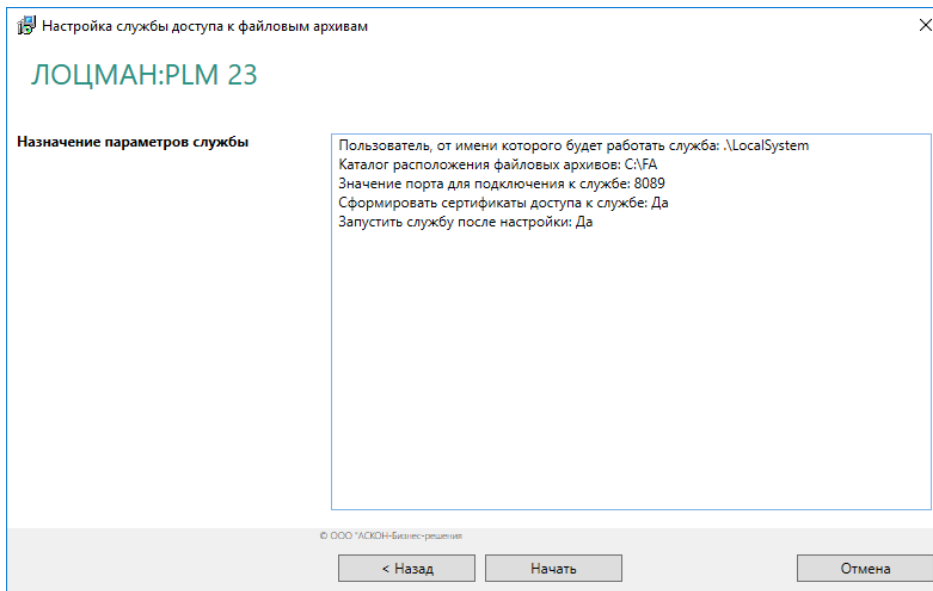 Настройка службы доступа к файловым архивам
ЛОЦМАН:PLM 23
Назначение параметров службы
Пользователь, от имени которого будет работать служба: .\LocalSystem
Каталог расположения файловых архивов: C:\FA
Значение порта для подключения к службе: 8089
Сформировать сертификаты доступа к службе: Да
Запустить службу после настройки: Да
© ООО "АСКОН-Бизнес-решения
< Назад
Начать
Отмена